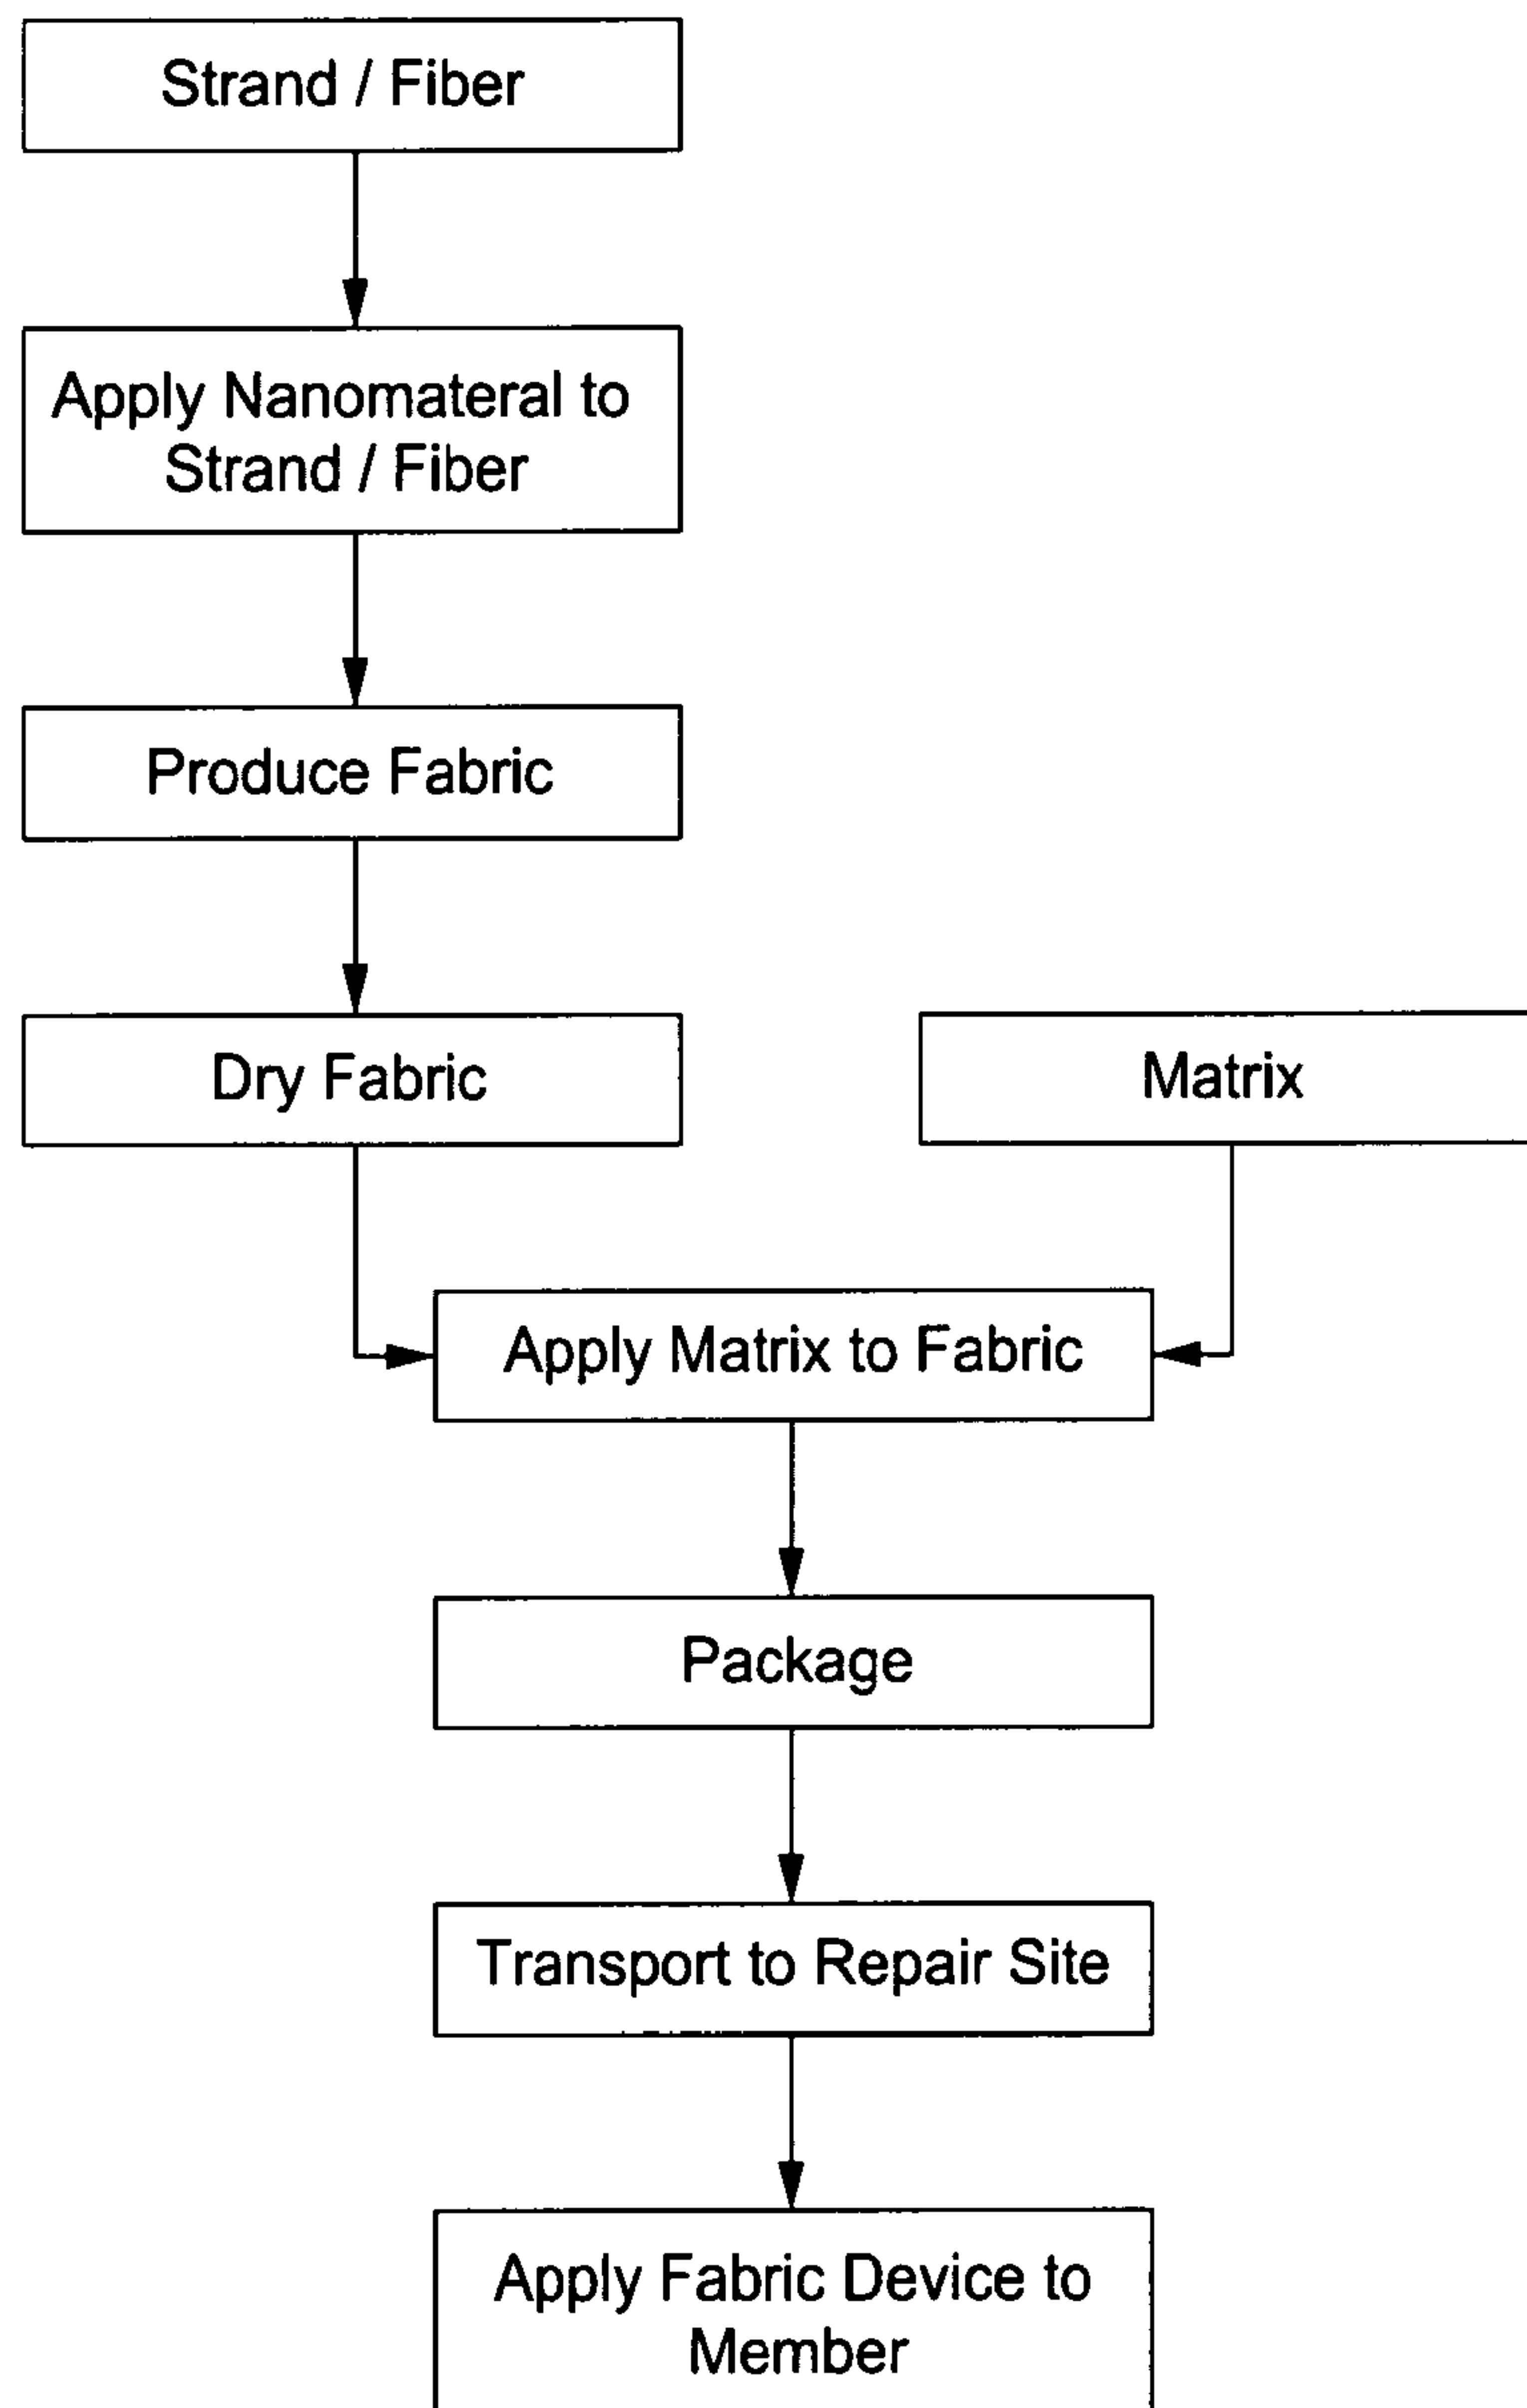 Strand / Fiber
Apply Nanomateral to
Strand / Fiber
Produce Fabric
Dry Fabric
Matrix
Apply Matrix to Fabric
Package
Transport to Repair Site
Apply Fabric Device to
Member